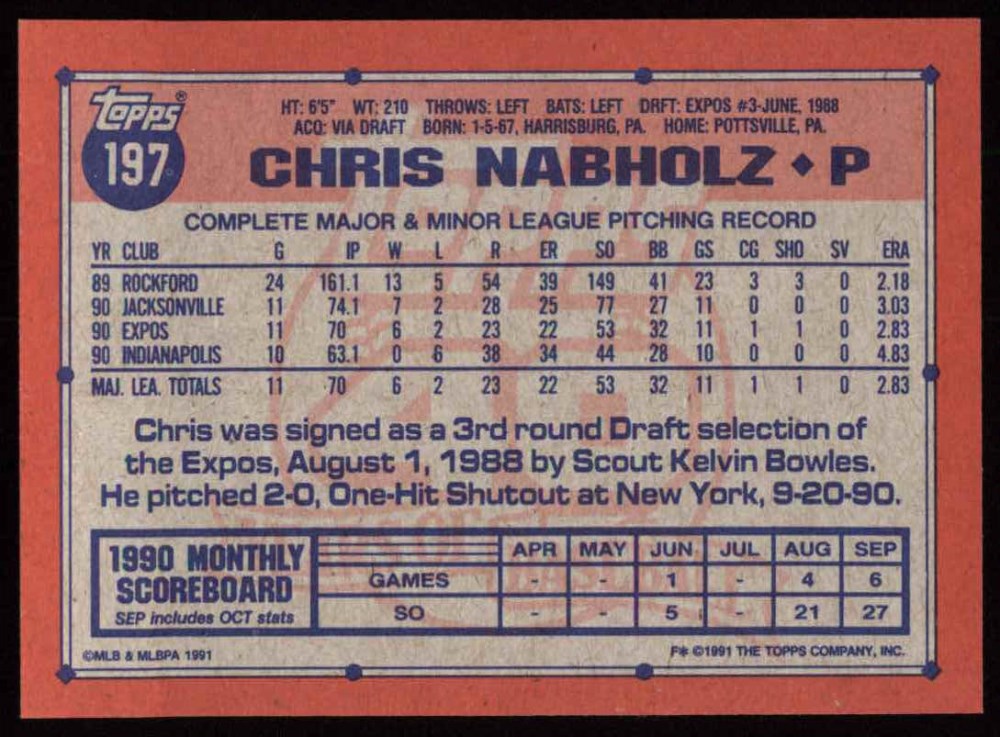 topps®
197
HT: 6'5" WT: 210 THROWS: LEFT BATS: LEFT DRFT: EXPOS #3-JUNE, 1988
ACQ: VIA DRAFT BORN: 1-5-67, HARRISBURG, PA. HOME: POTTSVILLE, PA.
CHRIS NABHOLZ ◆ P
COMPLETE MAJOR & MINOR LEAGUE PITCHING RECORD
YR CLUB G IP W L R ER SO BB GS CG SHO SV ERA
89 ROCKFORD 24 161.1 13 5 54 39 149 41 23 3 3 0 2.18
90 JACKSONVILLE 11 74.1 7 2 28 25 77 27 11 0 0 0 3.03
90 EXPOS 11 70 6 2 23 22 53 32 11 1 1 0 2.83
90 INDIANAPOLIS 10 63.1 0 6 38 34 44 28 10 0 0 0 4.83
MAJ. LEA. TOTALS 11 70 6 2 23 22 53 32 11 1 1 0 2.83
Chris was signed as a 3rd round Draft selection of
the Expos, August 1, 1988 by Scout Kelvin Bowles.
He pitched 2-0, One-Hit Shutout at New York, 9-20-90.
1990 MONTHLY
SCOREBOARD
SEP includes OCT stats
APR MAY JUN JUL AUG SEP
GAMES - - 1 - 4 6
SO - - 5 - 21 27
©MLB & MLBPA 1991
F* ©1991 THE TOPPS COMPANY, INC.